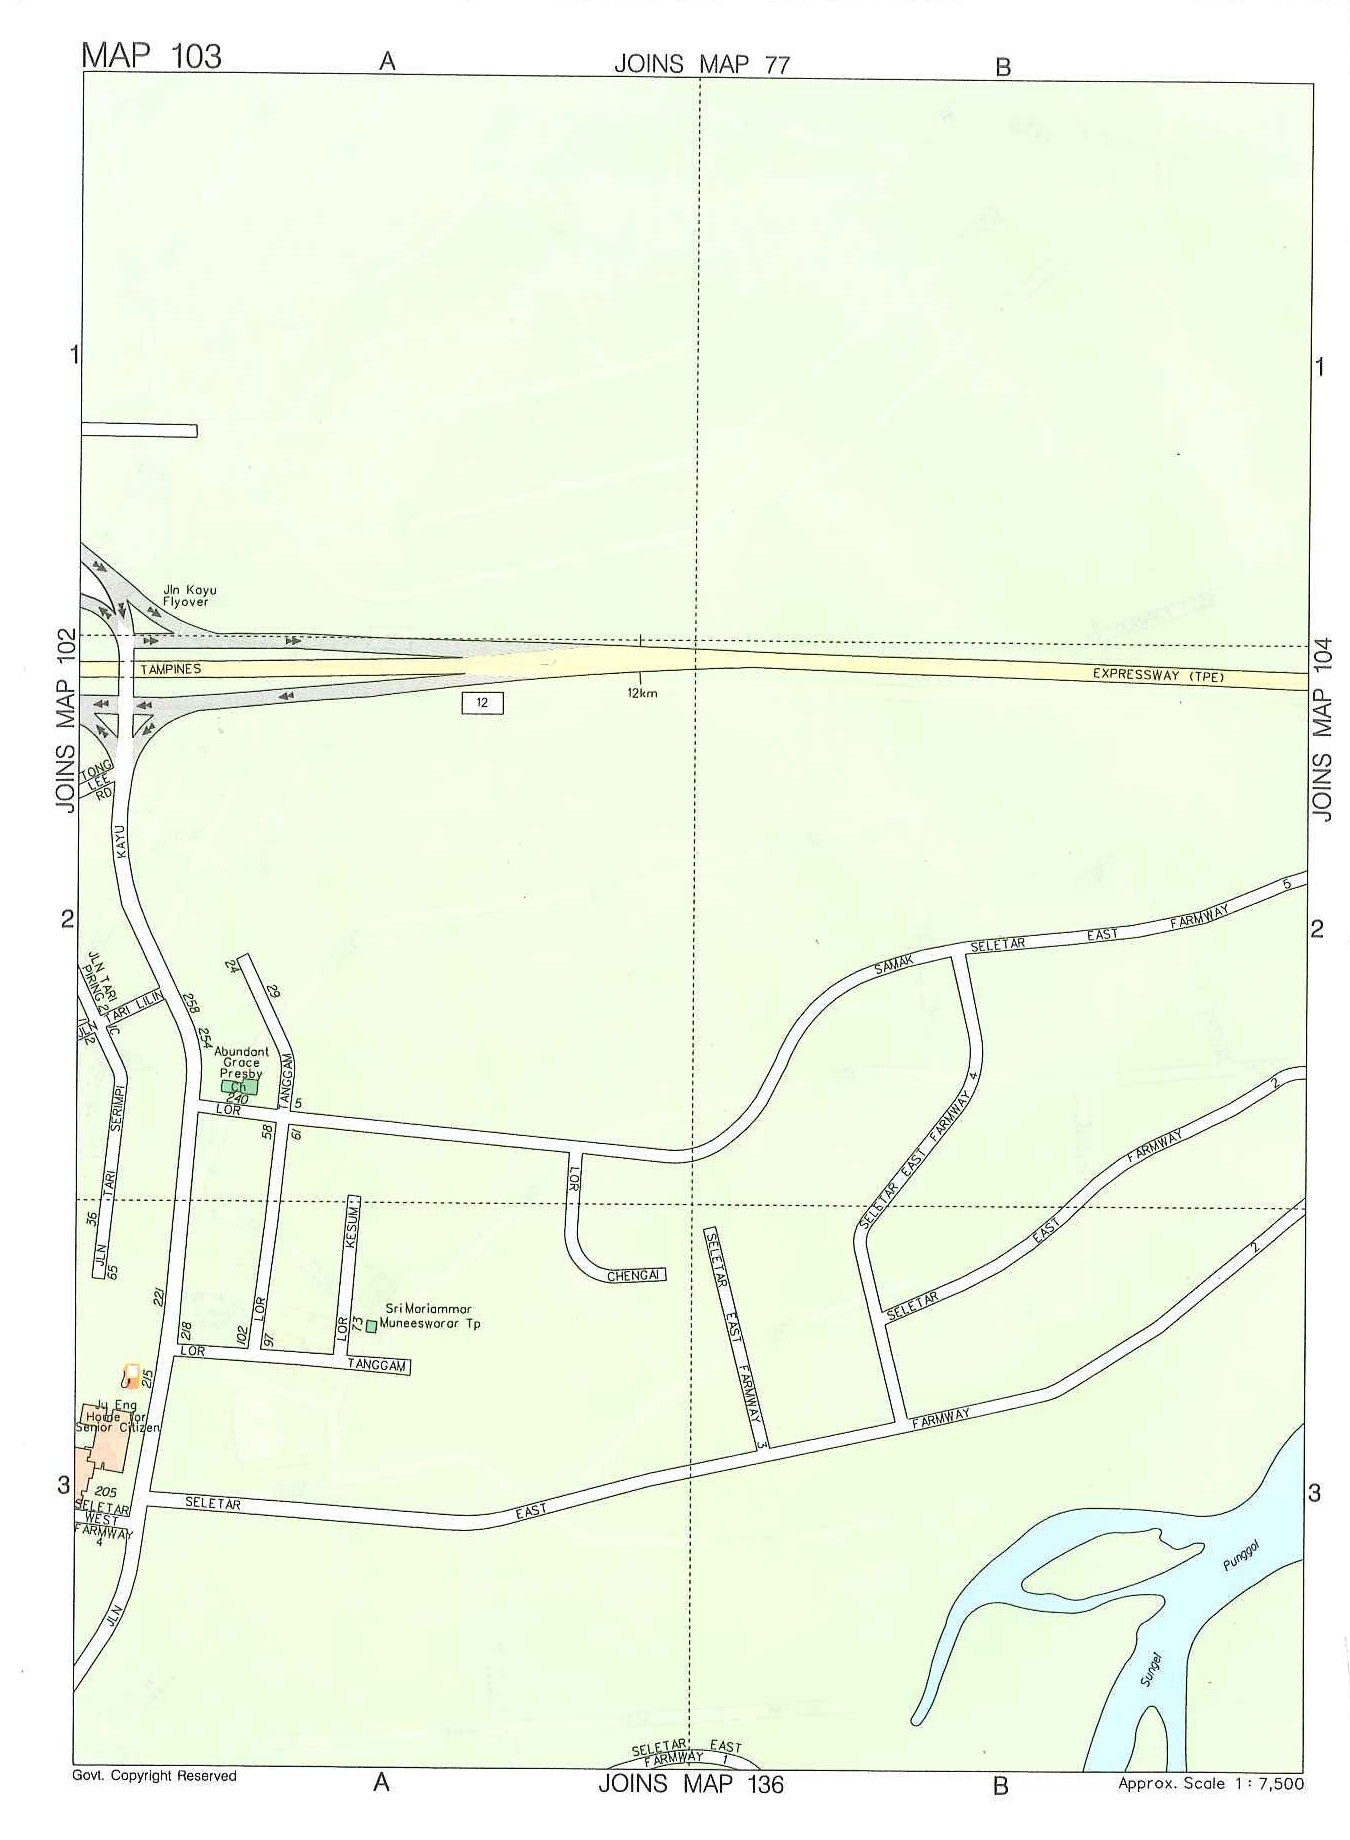 MAP 103
A
JOINS MAP 77
B
1
1
Jln Kayu
Flyover
JOINS MAP 102
JOINS MAP 104
TAMPINES
EXPRESSWAY (TPE)
12
12km
TONG
LEE
RD
KAYU
2
2
5
FARMWAY
EAST
SELETAR
SAMAK
JLN TARI
PIRING 2
TARI LILIN
JLN
24
29
258
254
Abundant
Grace
Presby
Ch
240
LOR
TANGGAM
5
58
61
4
SELETAR EAST FARMWAY
2
FARMWAY
EAST
SELETAR
SERIMPI
TARI
JLN
36
65
LOR
CHENGAI
KESUM
LOR
73
Sri Mariammar
Muneesworar Tp
221
218
LOR
102
97
LOR
TANGGAM
215
Ju Eng
Home for
Senior Citizen
205
SELETAR EAST FARMWAY 3
2
FARMWAY
3
3
SELETAR
EAST
SELETAR
WEST
FARMWAY
4
JLN
Punggol
Sungei
SELETAR EAST
FARMWAY 1
Govt. Copyright Reserved
A
JOINS MAP 136
B
Approx. Scale 1 : 7,500